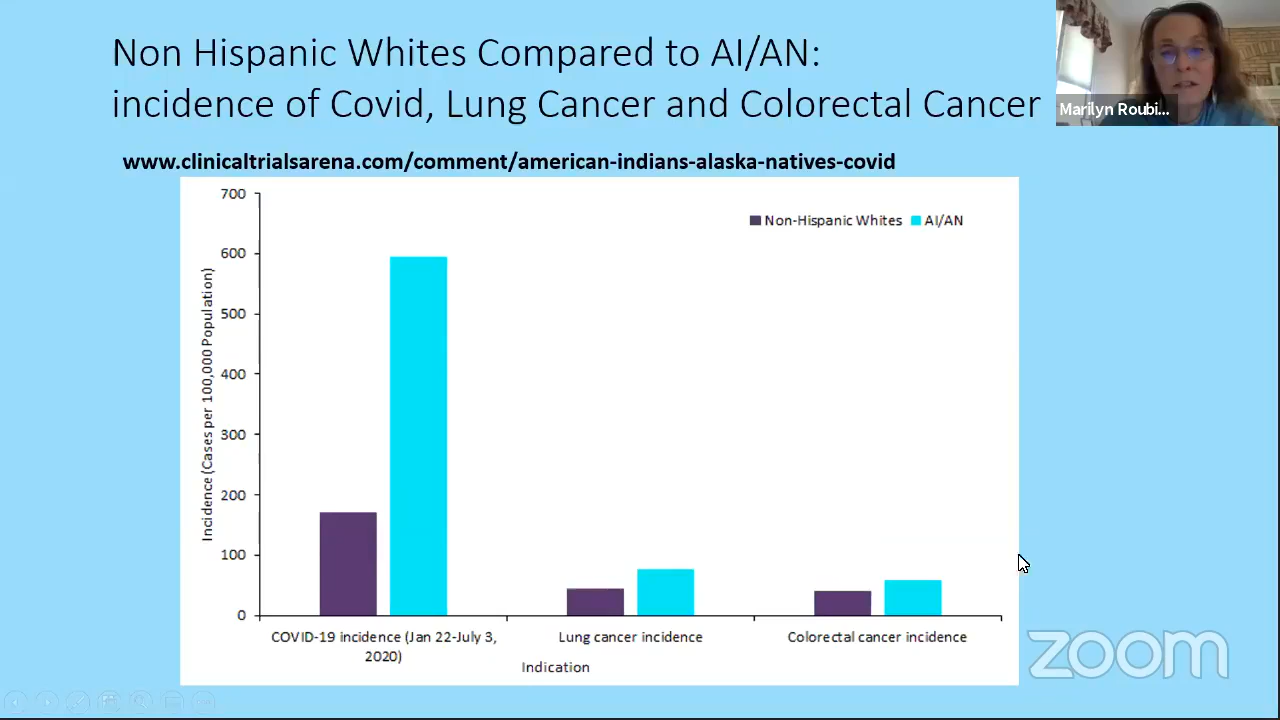 Non Hispanic Whites Compared to AI/AN:
incidence of Covid, Lung Cancer and Colorectal Cancer
Marilyn Roubi...
www.clinicaltrialsarena.com/comment/american-indians-alaska-natives-covid
700
600
500
400
300
200
100
0
Incidence (Cases per 100,000 Population)
Non-Hispanic Whites
AI/AN
COVID-19 incidence (Jan 22-July 3,
2020)
Lung cancer incidence
Colorectal cancer incidence
Indication
zoom